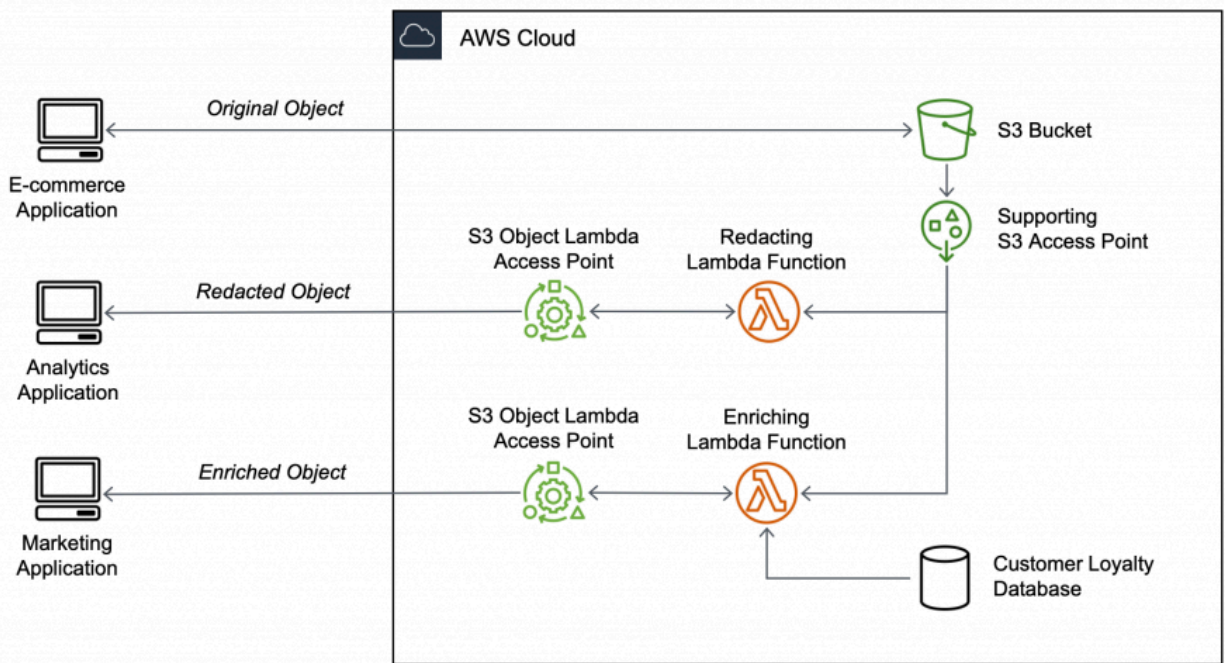 AWS Cloud
Original Object
S3 Bucket
E-commerce
Application
Supporting
S3 Access Point
S3 Object Lambda
Access Point
Redacting
Lambda Function
Redacted Object
Analytics
Application
S3 Object Lambda
Access Point
Enriching
Lambda Function
Enriched Object
Marketing
Application
Customer Loyalty
Database